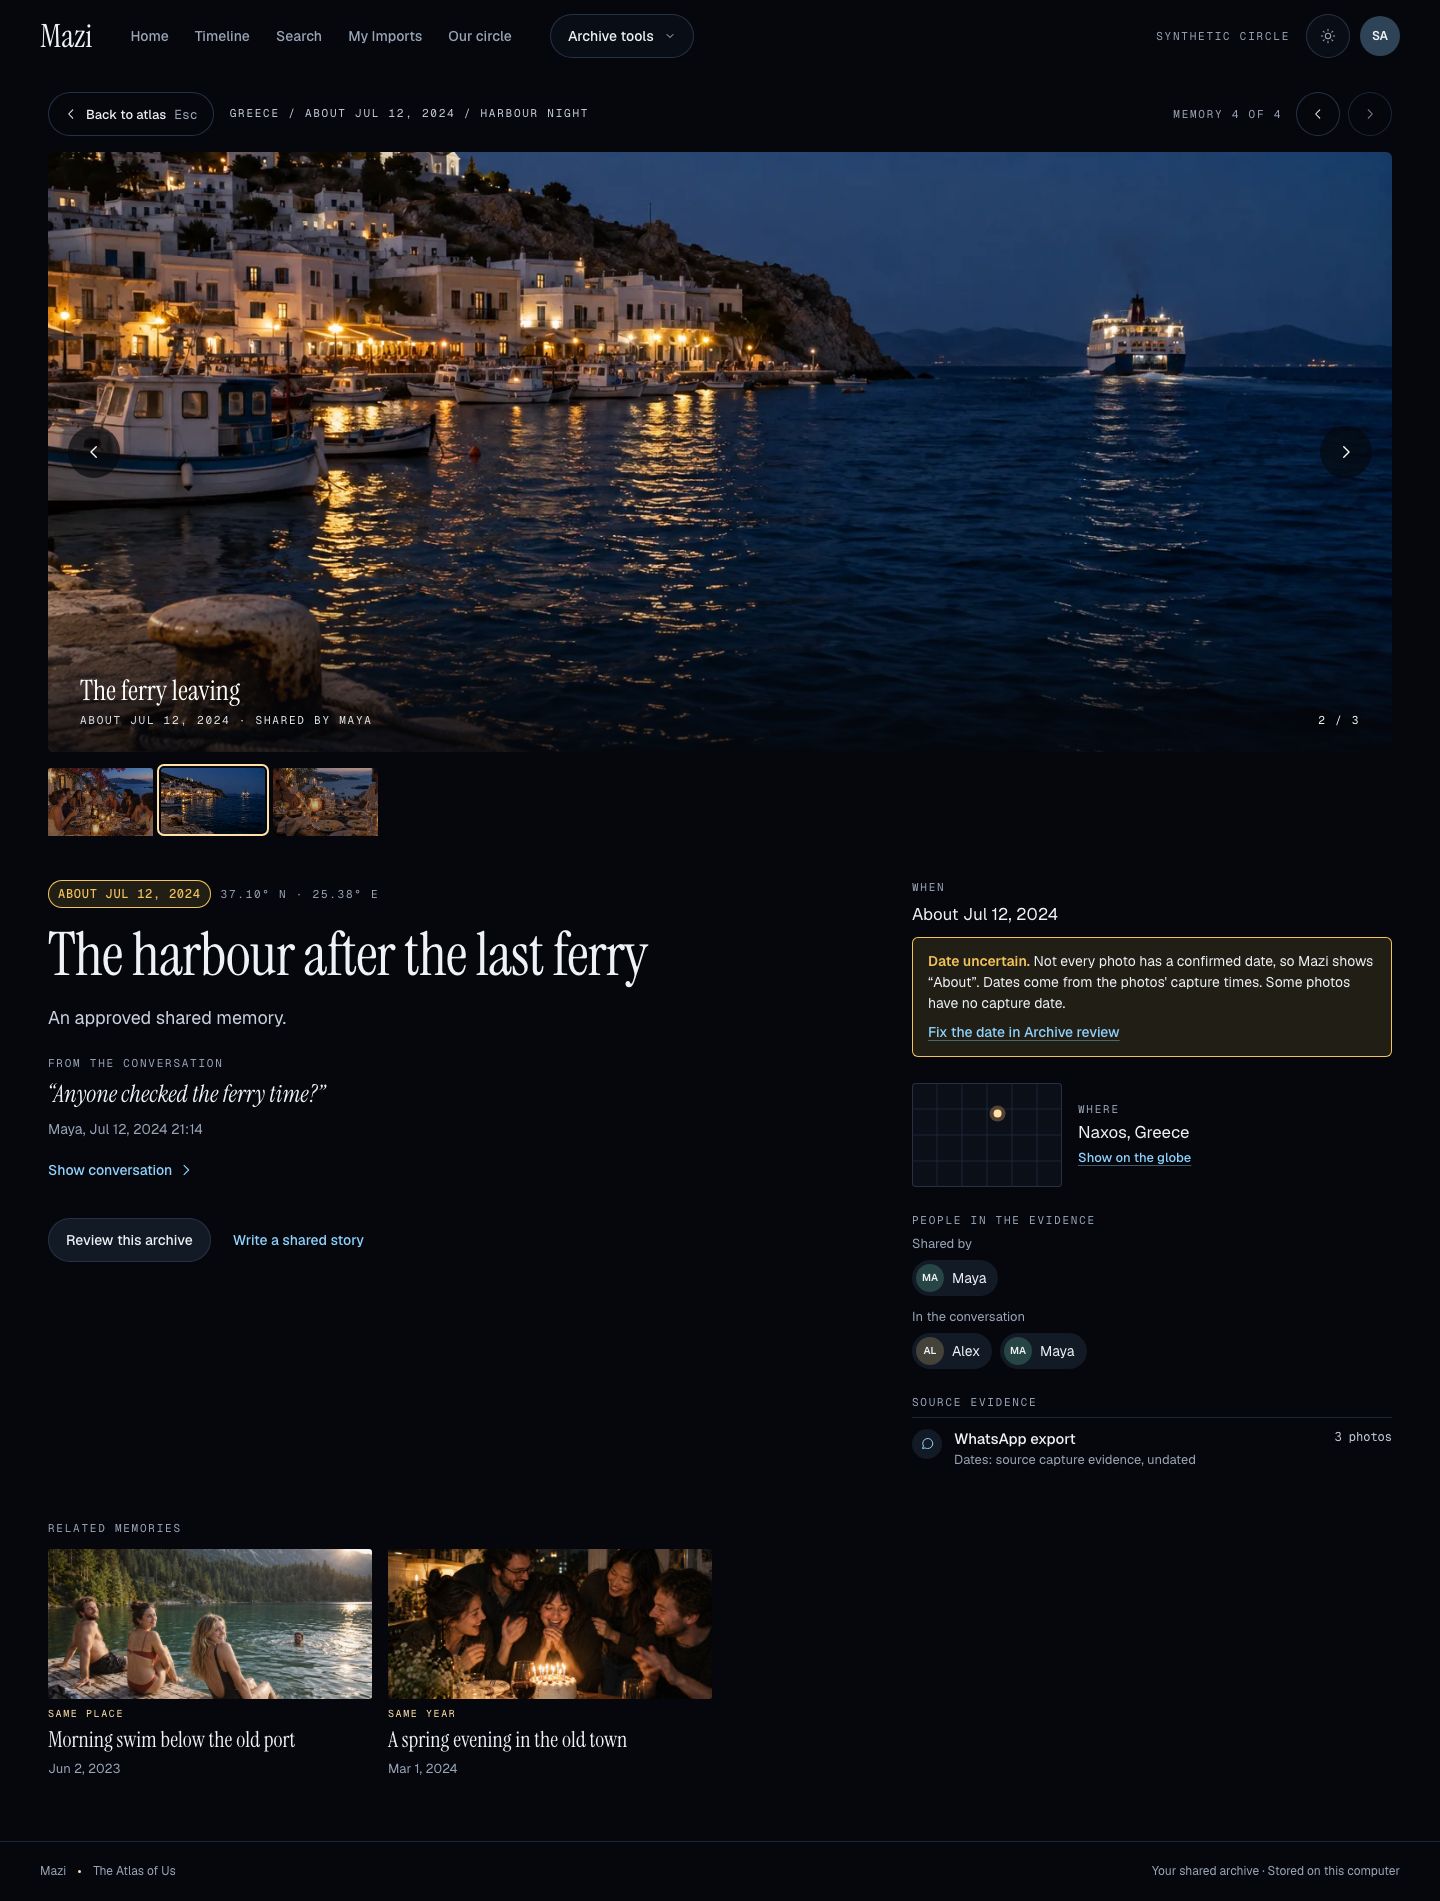 Mazi
Home
Timeline
Search
My Imports
Our circle
Archive tools
SYNTHETIC CIRCLE
SA
Back to atlas Esc
GREECE / ABOUT JUL 12, 2024 / HARBOUR NIGHT
MEMORY 4 OF 4
The ferry leaving
ABOUT JUL 12, 2024 · SHARED BY MAYA
2 / 3
ABOUT JUL 12, 2024
37.10° N · 25.38° E
The harbour after the last ferry
An approved shared memory.
FROM THE CONVERSATION
“Anyone checked the ferry time?”
Maya, Jul 12, 2024 21:14
Show conversation
Review this archive
Write a shared story
WHEN
About Jul 12, 2024
Date uncertain. Not every photo has a confirmed date, so Mazi shows
“About”. Dates come from the photos' capture times. Some photos
have no capture date.
Fix the date in Archive review
WHERE
Naxos, Greece
Show on the globe
PEOPLE IN THE EVIDENCE
Shared by
MA Maya
In the conversation
AL Alex
MA Maya
SOURCE EVIDENCE
WhatsApp export
3 photos
Dates: source capture evidence, undated
RELATED MEMORIES
SAME PLACE
Morning swim below the old port
Jun 2, 2023
SAME YEAR
A spring evening in the old town
Mar 1, 2024
Mazi • The Atlas of Us
Your shared archive · Stored on this computer